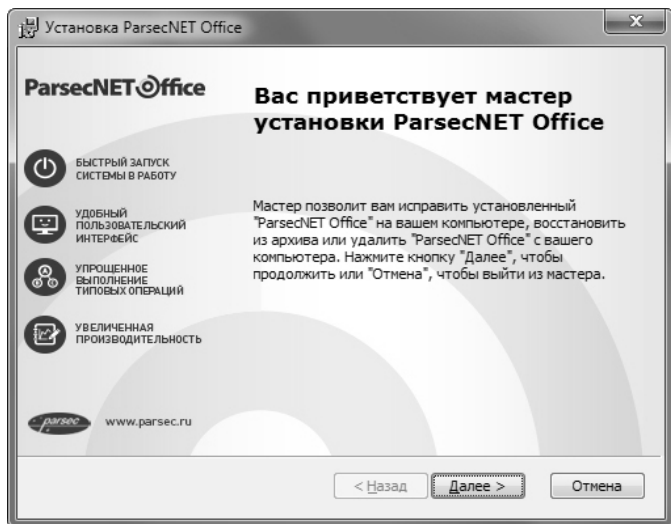 Установка ParsecNET Office
x
ParsecNET Office
Вас приветствует мастер
установки ParsecNET Office
БЫСТРЫЙ ЗАПУСК
СИСТЕМЫ В РАБОТУ
УДОБНЫЙ
ПОЛЬЗОВАТЕЛЬСКИЙ
ИНТЕРФЕЙС
УПРОЩЕННОЕ
ВЫПОЛНЕНИЕ
ТИПОВЫХ ОПЕРАЦИЙ
УВЕЛИЧЕННАЯ
ПРОИЗВОДИТЕЛЬНОСТЬ
Мастер позволит вам исправить установленный
"ParsecNET Office" на вашем компьютере, восстановить
из архива или удалить "ParsecNET Office" с вашего
компьютера. Нажмите кнопку "Далее", чтобы
продолжить или "Отмена", чтобы выйти из мастера.
parsec www.parsec.ru
< Назад Далее > Отмена